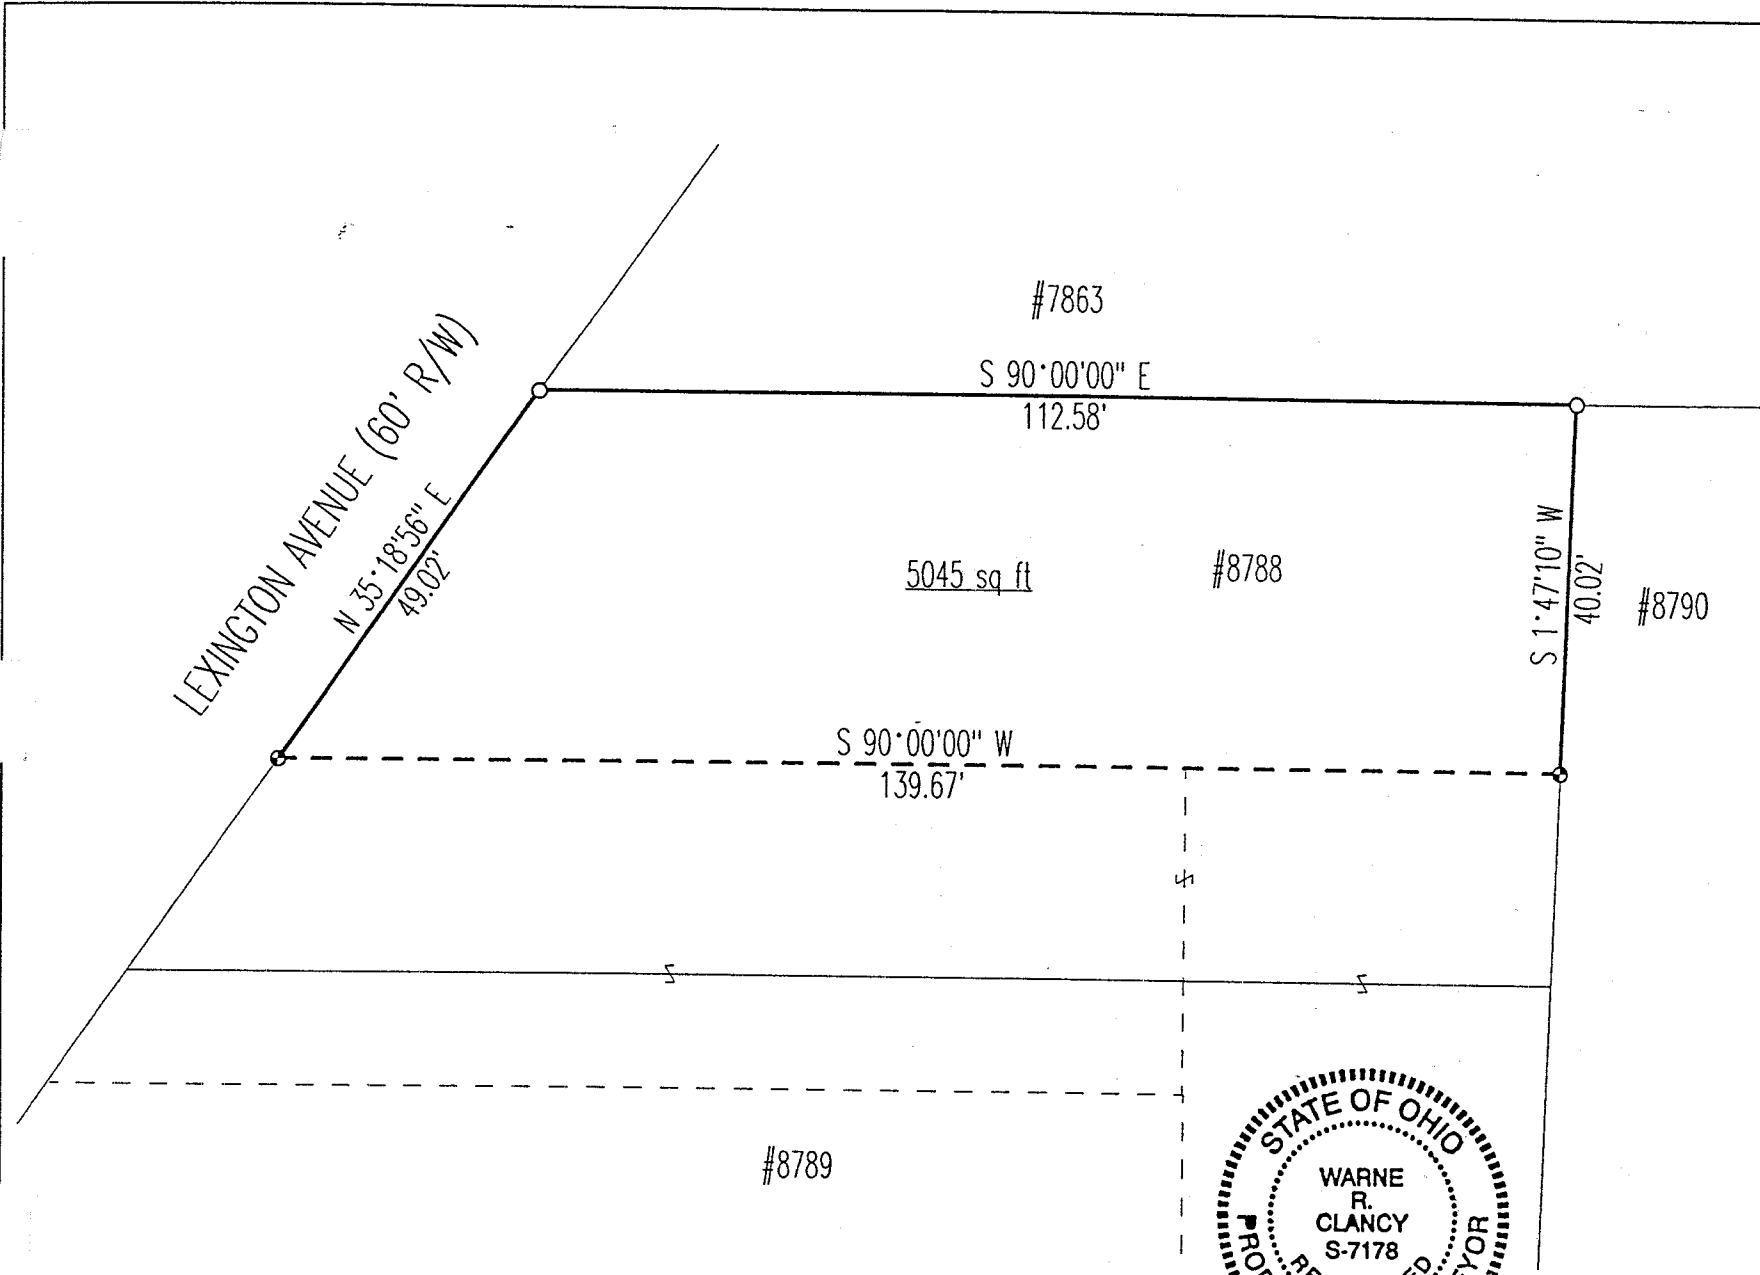 #7863
LEXINGTON AVENUE (60' R/W)
S 90°00'00" E
112.58'
N 35°18'56" E
49.02'
5045 sq ft
#8788
S 1°47'10" W
40.02'
#8790
S 90°00'00" W
139.67'
#8789
STATE OF OHIO
WARNE
R.
CLANCY
S-7178